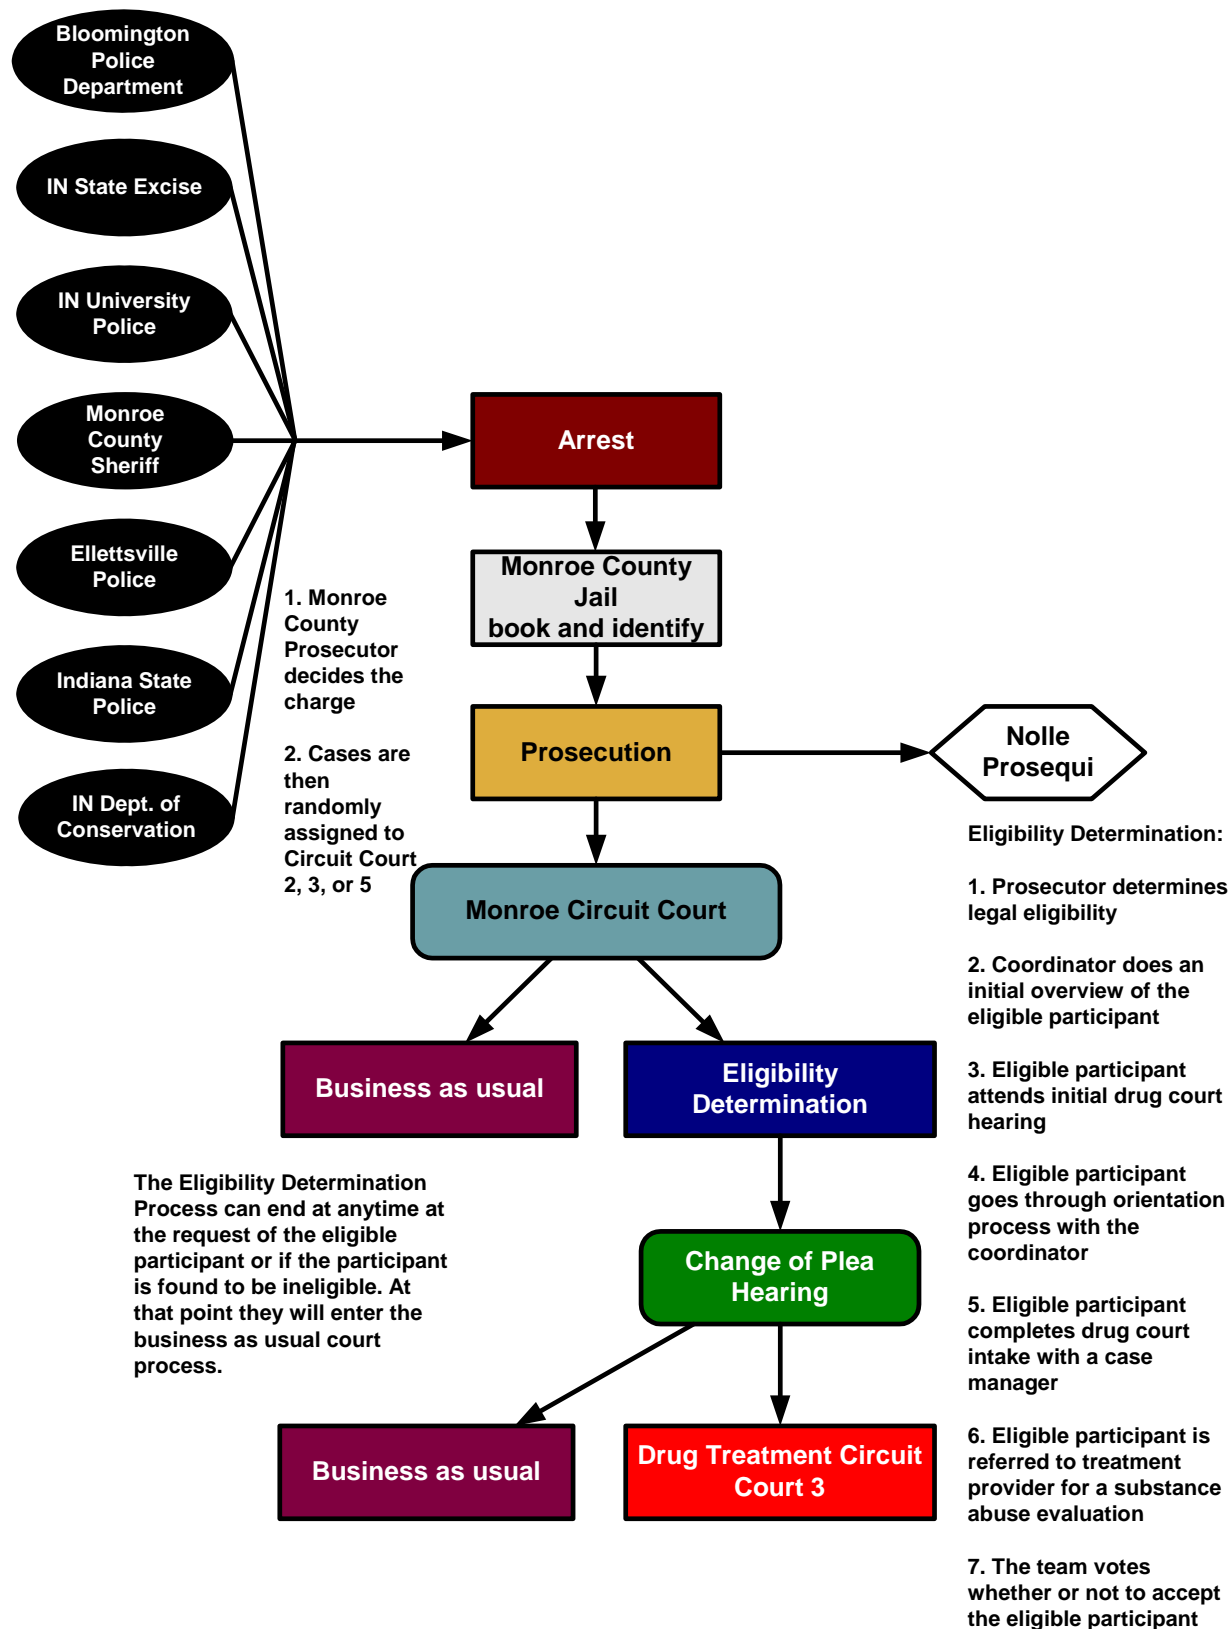 Bloomington
Police
Department
IN State Excise
IN University
Police
Monroe
County
Sheriff
Ellettsville
Police
Indiana State
Police
IN Dept. of
Conservation
Arrest
Monroe County
Jail
book and identify
1. Monroe
County
Prosecutor
decides the
charge
2. Cases are
then
randomly
assigned to
Circuit Court
2, 3, or 5
Prosecution
Nolle
Prosequi
Monroe Circuit Court
Eligibility Determination:
1. Prosecutor determines
legal eligibility
2. Coordinator does an
initial overview of the
eligible participant
3. Eligible participant
attends initial drug court
hearing
4. Eligible participant
goes through orientation
process with the
coordinator
5. Eligible participant
completes drug court
intake with a case
manager
6. Eligible participant is
referred to treatment
provider for a substance
abuse evaluation
7. The team votes
whether or not to accept
the eligible participant
Business as usual
Eligibility
Determination
The Eligibility Determination
Process can end at anytime at
the request of the eligible
participant or if the participant
is found to be ineligible. At
that point they will enter the
business as usual court
process.
Change of Plea
Hearing
Business as usual
Drug Treatment Circuit
Court 3